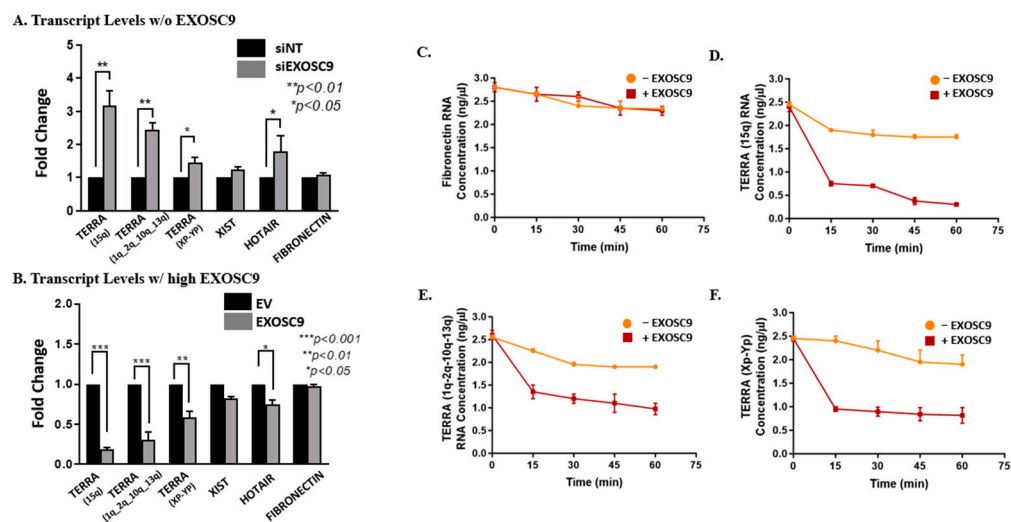 A. Transcript Levels w/o EXOSC9
Fold Change
5
4
3
2
1
0
siNT
siEXOSC9
**p<0.01
*p<0.05
**
**
*
*
TERRA
(15q)
TERRA
(1q_2q_10q_13q)
TERRA
(XP-YP)
XIST
HOTAIR
FIBRONECTIN
B. Transcript Levels w/ high EXOSC9
Fold Change
2.0
1.5
1.0
0.5
0.0
EV
EXOSC9
***p<0.001
**p<0.01
*p<0.05
***
***
**
*
TERRA
(15q)
TERRA
(1q_2q_10q_13q)
TERRA
(XP-YP)
XIST
HOTAIR
FIBRONECTIN
C.
Fibronectin RNA
Concentration (ng/µl)
3.0
2.5
2.0
1.5
1.0
0.5
0.0
− EXOSC9
+ EXOSC9
0 15 30 45 60 75
Time (min)
D.
TERRA (15q) RNA
Concentration (ng/µl)
3.0
2.5
2.0
1.5
1.0
0.5
0.0
− EXOSC9
+ EXOSC9
0 15 30 45 60 75
Time (min)
E.
TERRA (1q-2q-10q-13q)
RNA Concentration (ng/µl)
3.0
2.5
2.0
1.5
1.0
0.5
0.0
− EXOSC9
+ EXOSC9
0 15 30 45 60 75
Time (min)
F.
TERRA (Xp-Yp)
Concentration (ng/µl)
3.0
2.5
2.0
1.5
1.0
0.5
0.0
− EXOSC9
+ EXOSC9
0 15 30 45 60 75
Time (min)